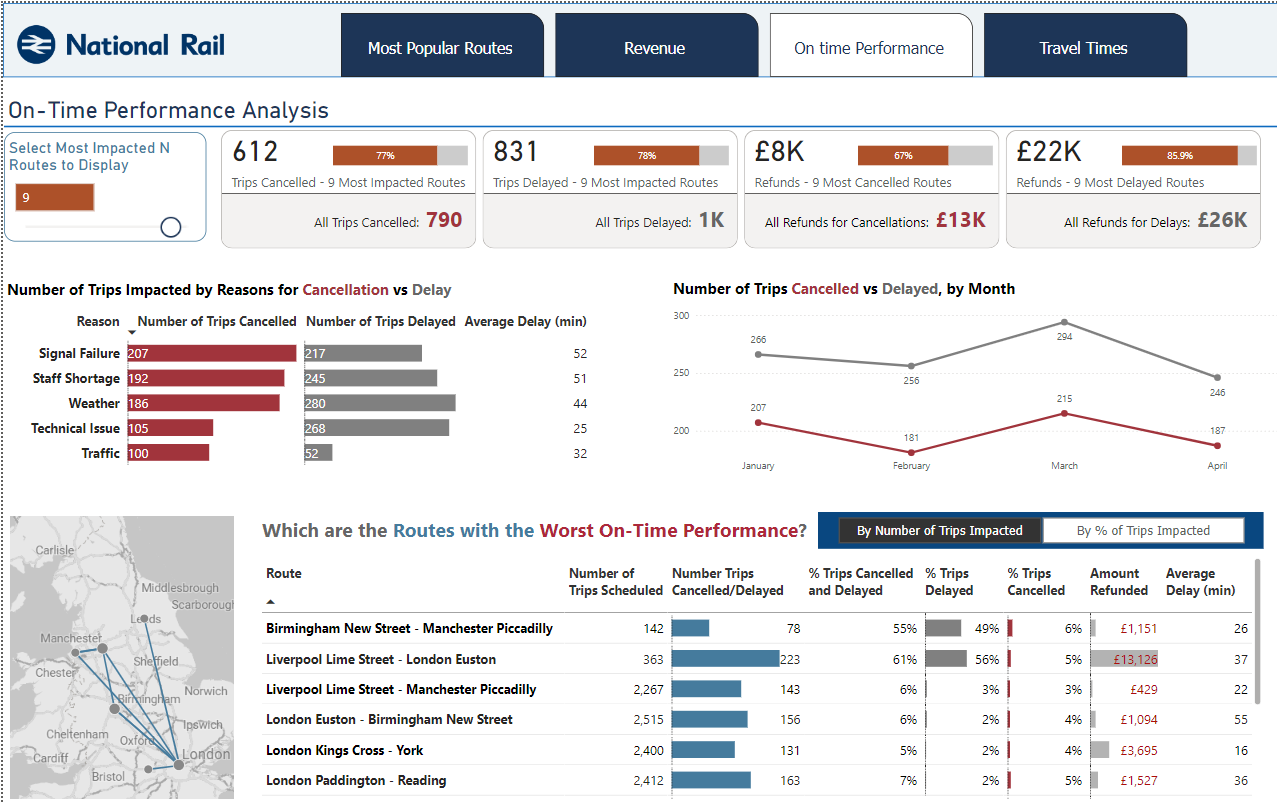 National Rail
Most Popular Routes
Revenue
On time Performance
Travel Times
On-Time Performance Analysis
Select Most Impacted N
Routes to Display
9
612
77%
Trips Cancelled - 9 Most Impacted Routes
All Trips Cancelled: 790
831
78%
Trips Delayed - 9 Most Impacted Routes
All Trips Delayed: 1K
£8K
67%
Refunds - 9 Most Cancelled Routes
All Refunds for Cancellations: £13K
£22K
85.9%
Refunds - 9 Most Delayed Routes
All Refunds for Delays: £26K
Number of Trips Impacted by Reasons for Cancellation vs Delay
Reason Number of Trips Cancelled Number of Trips Delayed Average Delay (min)
Signal Failure 207 217 52
Staff Shortage 192 245 51
Weather 186 280 44
Technical Issue 105 268 25
Traffic 100 52 32
Number of Trips Cancelled vs Delayed, by Month
300
250
200
266
256
294
246
207
181
215
187
January February March April
Carlisle
Middlesbrough
Scarborough
Leeds
Manchester
Sheffield
Chester
Norwich
Birmingham
Ipswich
Cheltenham
Oxford
Cardiff
London
Bristol
Which are the Routes with the Worst On-Time Performance?
By Number of Trips Impacted
By % of Trips Impacted
Route Number of Trips Scheduled Number Trips Cancelled/Delayed % Trips Cancelled and Delayed % Trips Delayed % Trips Cancelled Amount Refunded Average Delay (min)
Birmingham New Street - Manchester Piccadilly 142 78 55% 49% 6% £1,151 26
Liverpool Lime Street - London Euston 363 223 61% 56% 5% £13,126 37
Liverpool Lime Street - Manchester Piccadilly 2,267 143 6% 3% 3% £429 22
London Euston - Birmingham New Street 2,515 156 6% 2% 4% £1,094 55
London Kings Cross - York 2,400 131 5% 2% 4% £3,695 16
London Paddington - Reading 2,412 163 7% 2% 5% £1,527 36